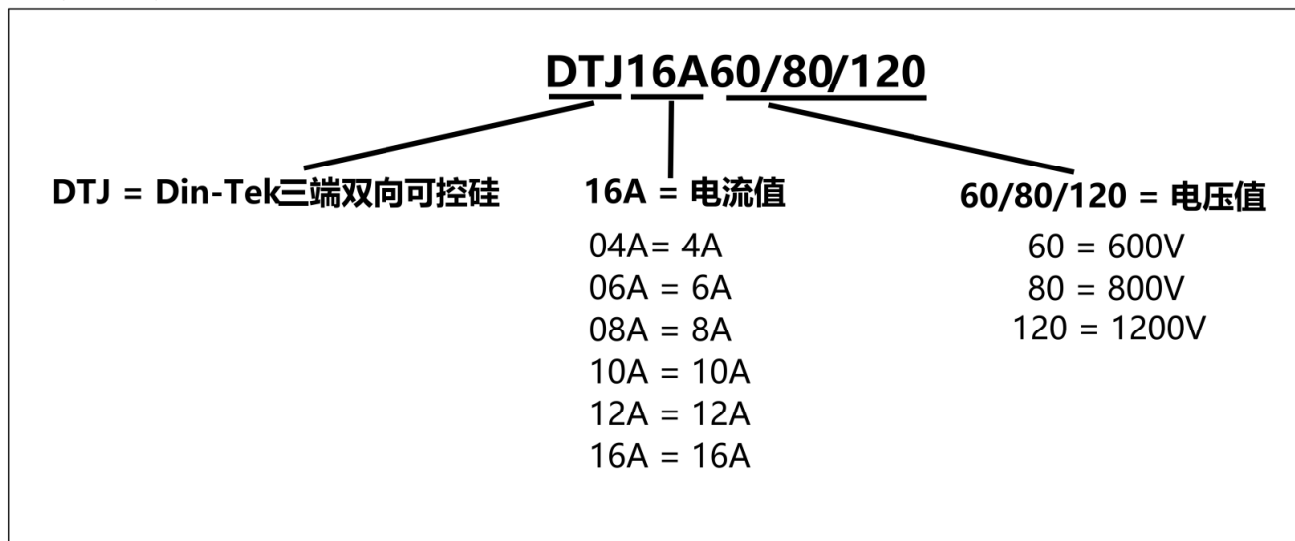 DTJ16A60/80/120
DTJ = Din-Tek三端双向可控硅
16A = 电流值
04A= 4A
06A = 6A
08A = 8A
10A = 10A
12A = 12A
16A = 16A
60/80/120 = 电压值
60 = 600V
80 = 800V
120 = 1200V